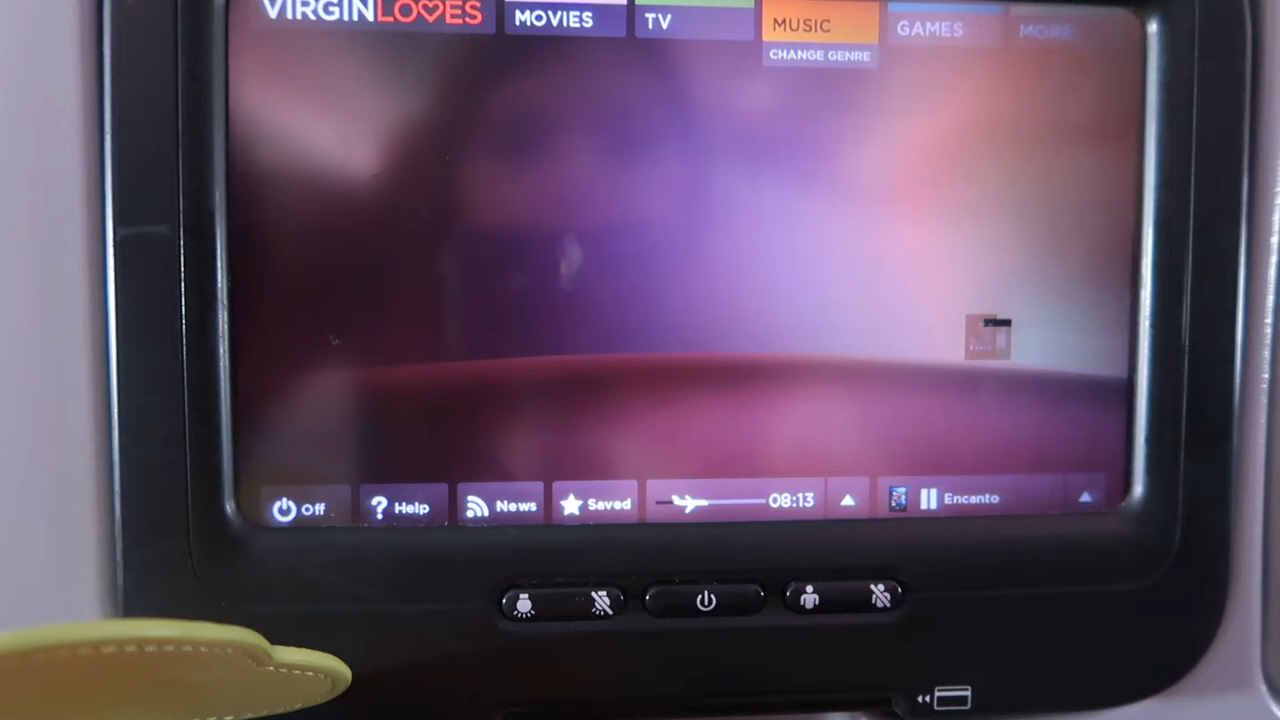 VIRGINLOVES
MOVIES
TV
MUSIC
GAMES
MORE
CHANGE GENRE
Off
Help
News
Saved
08:13
Encanto